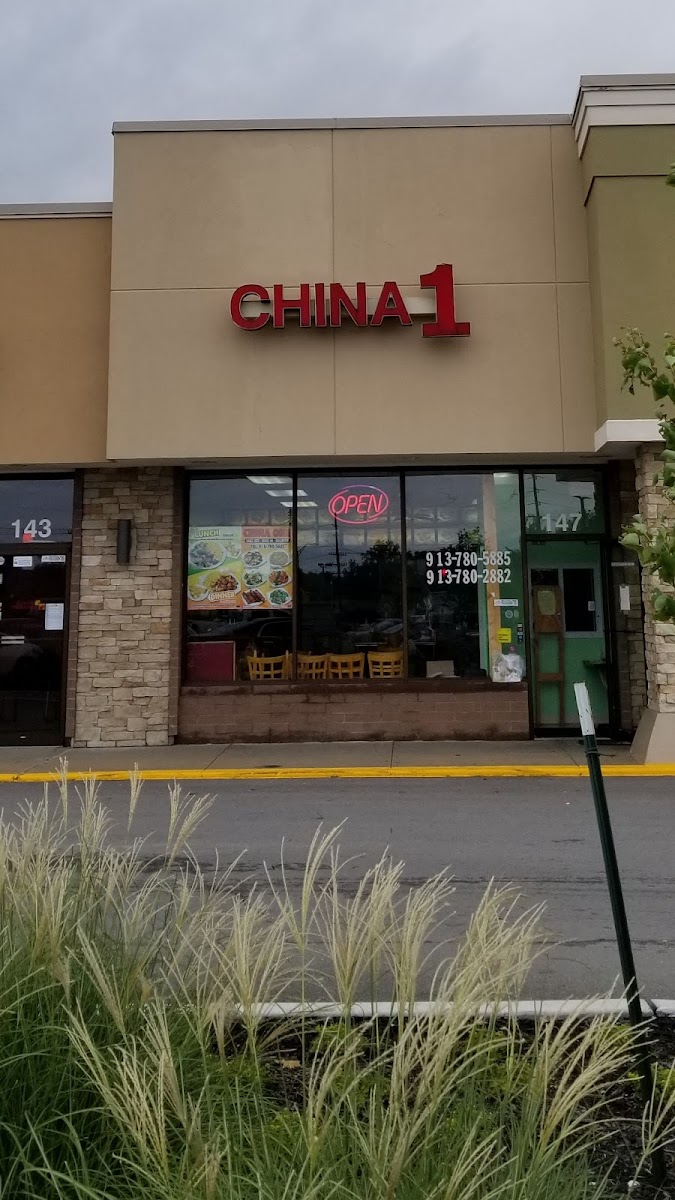 CHINA 1
OPEN
143
147
913-780-5885
913-780-2882
LUNCH
DINNER